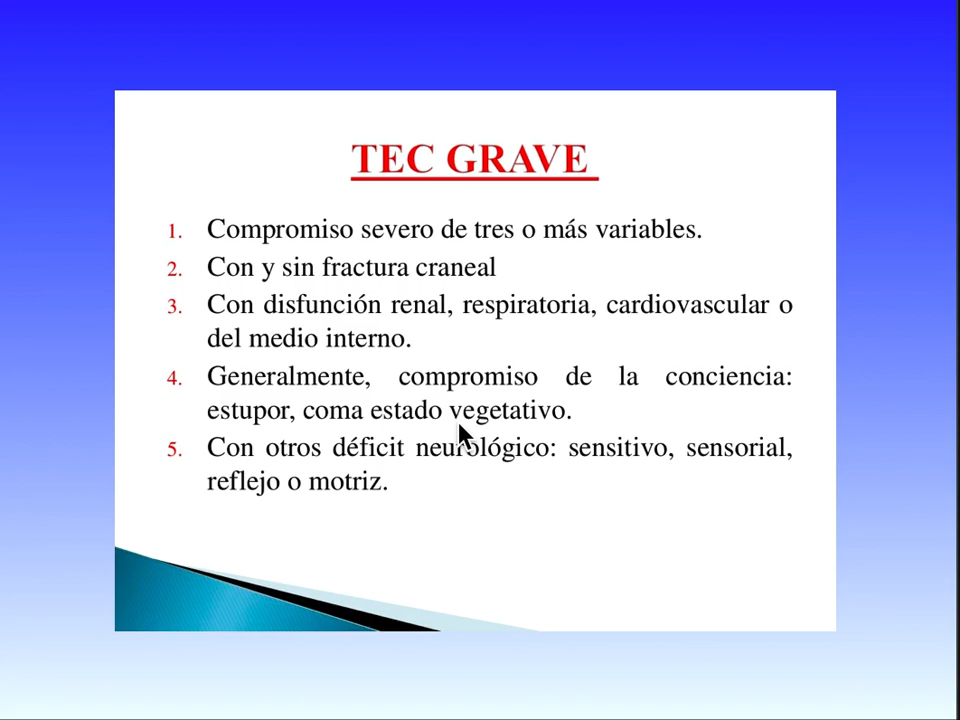 TEC GRAVE
1. Compromiso severo de tres o más variables.
2. Con y sin fractura craneal
3. Con disfunción renal, respiratoria, cardiovascular o
del medio interno.
4. Generalmente, compromiso de la conciencia:
estupor, coma estado vegetativo.
5. Con otros déficit neurológico: sensitivo, sensorial,
reflejo o motriz.